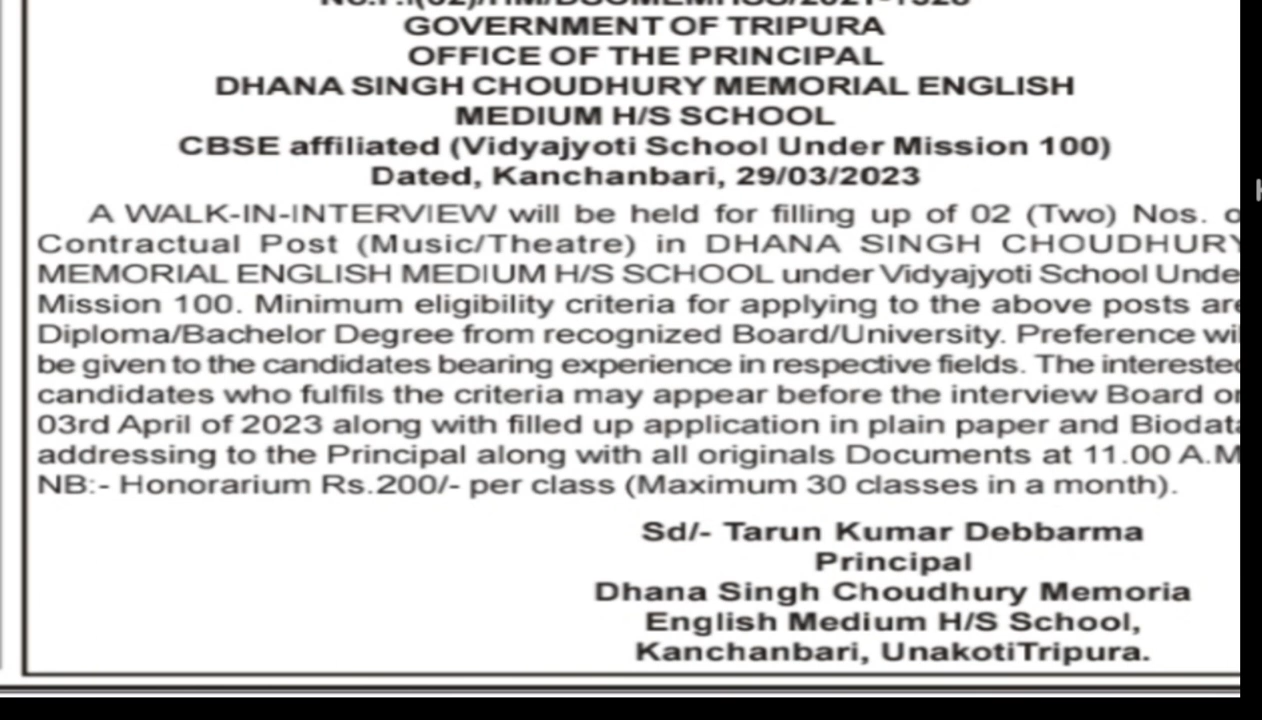 GOVERNMENT OF TRIPURA
OFFICE OF THE PRINCIPAL
DHANA SINGH CHOUDHURY MEMORIAL ENGLISH
MEDIUM H/S SCHOOL
CBSE affiliated (Vidyajyoti School Under Mission 100)
Dated, Kanchanbari, 29/03/2023
A WALK-IN-INTERVIEW will be held for filling up of 02 (Two) Nos. o
Contractual Post (Music/Theatre) in DHANA SINGH CHOUDHURY
MEMORIAL ENGLISH MEDIUM H/S SCHOOL under Vidyajyoti School Unde
Mission 100. Minimum eligibility criteria for applying to the above posts are
Diploma/Bachelor Degree from recognized Board/University. Preference wil
be given to the candidates bearing experience in respective fields. The interested
candidates who fulfils the criteria may appear before the interview Board on
03rd April of 2023 along with filled up application in plain paper and Biodata
addressing to the Principal along with all originals Documents at 11.00 A.M
NB:- Honorarium Rs.200/- per class (Maximum 30 classes in a month).
Sd/- Tarun Kumar Debbarma
Principal
Dhana Singh Choudhury Memoria
English Medium H/S School,
Kanchanbari, UnakotiTripura.